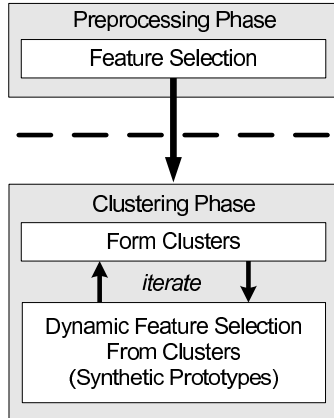 Preprocessing Phase
Feature Selection
Clustering Phase
Form Clusters
iterate
Dynamic Feature Selection
From Clusters
(Synthetic Prototypes)